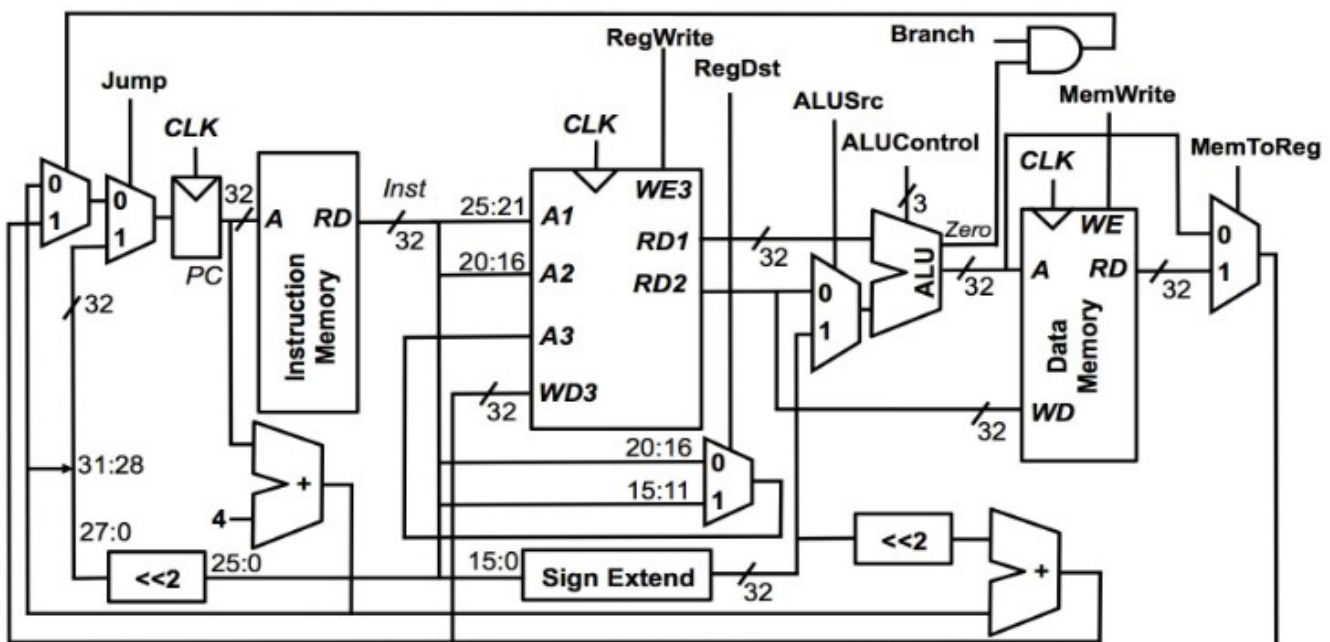 Branch
RegWrite
RegDst
Jump
ALUSrc
MemWrite
CLK
CLK
ALUControl
CLK
MemToReg
0
1
0
1
32
A
RD
Inst
32
25:21
A1
WE3
3
Zero
WE
0
1
PC
20:16
A2
RD1
32
RD2
0
1
ALU
32
A
RD
32
32
Instruction
Memory
A3
Data
Memory
WD3
32
WD
32
31:28
+
4
20:16
0
15:11
1
27:0
<<2
25:0
15:0
Sign Extend
32
<<2
+